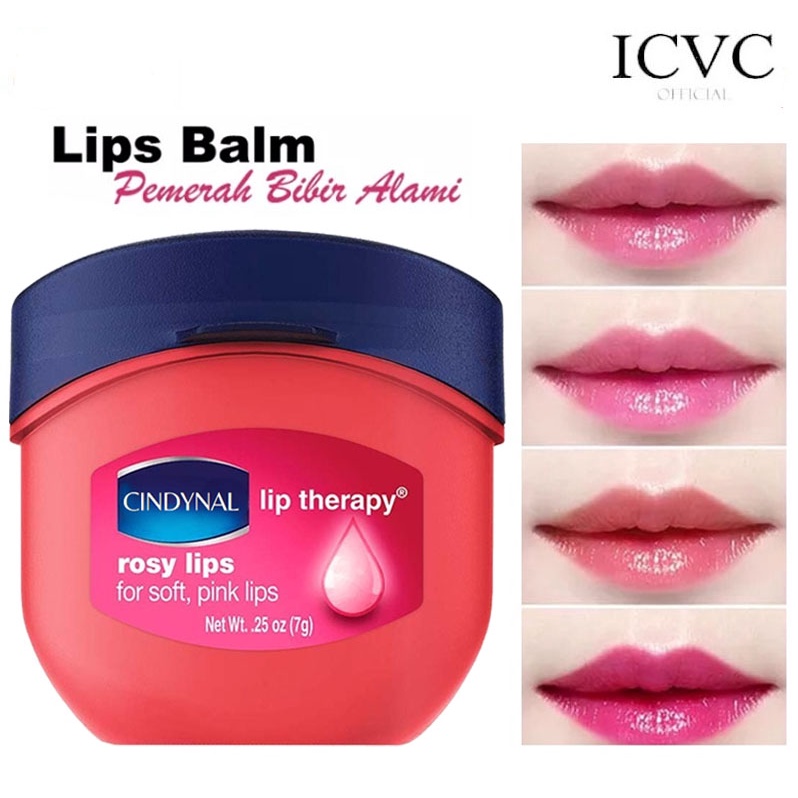 ICVC
OFFICIAL
Lips Balm
Pemerah Bibir Alami
CINDYNAL
lip therapy®
rosy lips
for soft, pink lips
Net Wt. .25 oz (7g)